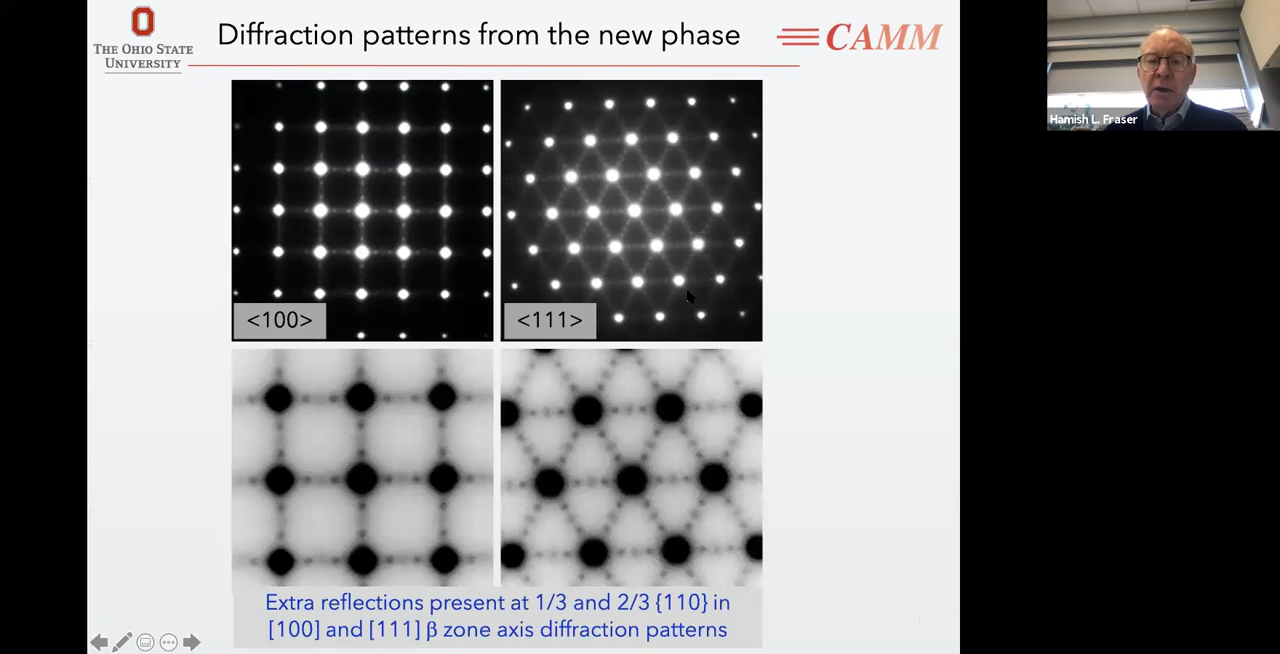 THE OHIO STATE
UNIVERSITY
Diffraction patterns from the new phase
CAMM
Hamish L. Fraser
<100>
<111>
Extra reflections present at 1/3 and 2/3 {110} in
[100] and [111] β zone axis diffraction patterns